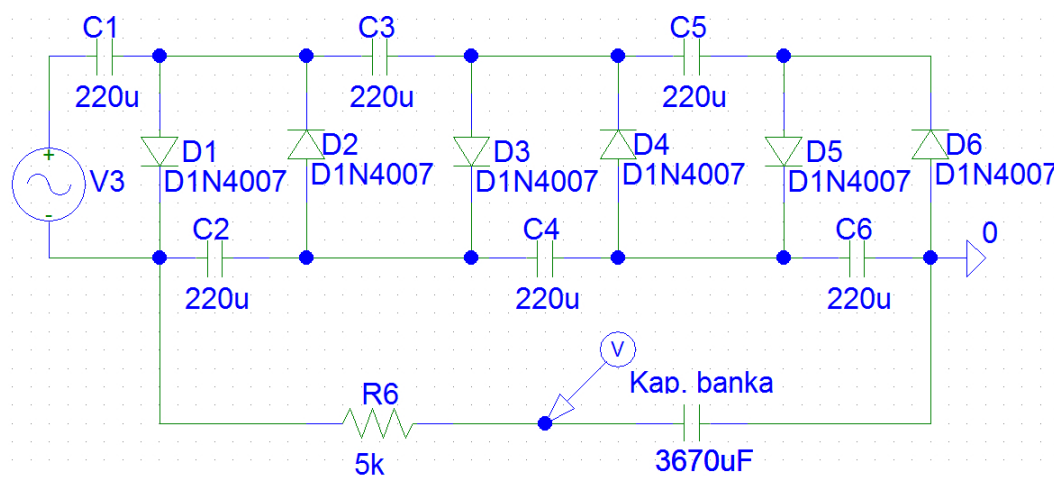 C1
220u
C3
220u
C5
220u
+
-
V3
D1
D1N4007
D2
D1N4007
D3
D1N4007
D4
D1N4007
D5
D1N4007
D6
D1N4007
C2
220u
C4
220u
C6
220u
0
V
R6
5k
Kap. banka
3670uF